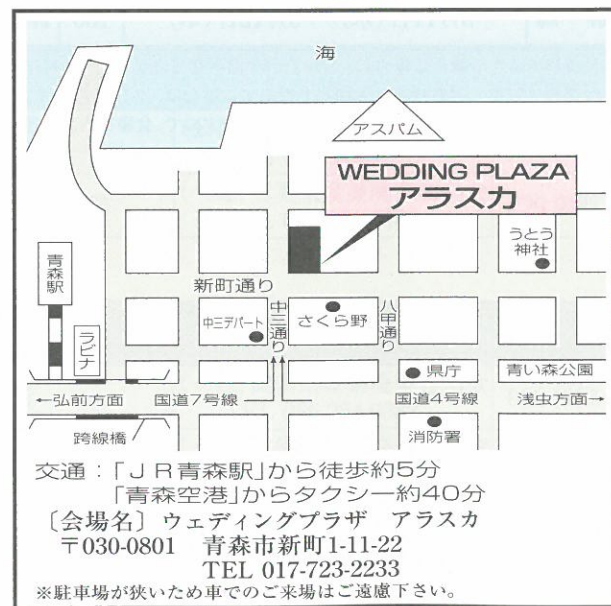 海
アスパム
WEDDING PLAZA
アラスカ
うとう
神社
青森駅
新町通り
中三デパート
中三通り
さくら野
八甲通り
ラビナ
県庁
青い森公園
←弘前方面
国道7号線
国道4号線
浅虫方面→
跨線橋
消防署
交通：「ＪＲ青森駅」から徒歩約5分
「青森空港」からタクシー約40分
〔会場名〕ウェディングプラザ　アラスカ
〒030-0801　青森市新町1-11-22
TEL 017-723-2233
※駐車場が狭いため車でのご来場はご遠慮下さい。